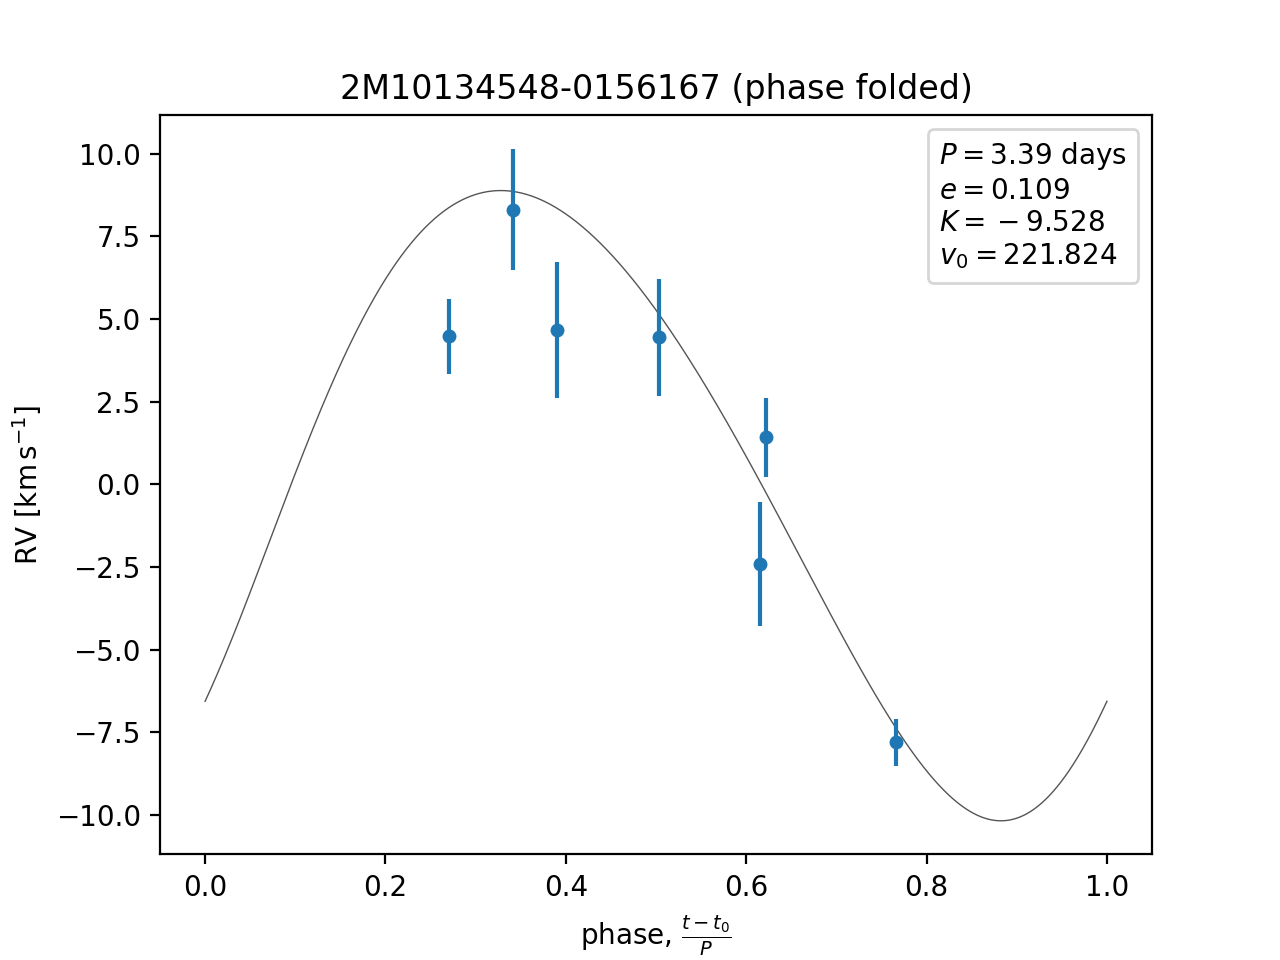 2M10134548-0156167 (phase folded)
P = 3.39 days
e = 0.109
K = −9.528
v₀ = 221.824
RV [km s⁻¹]
10.0
7.5
5.0
2.5
0.0
−2.5
−5.0
−7.5
−10.0
0.0 0.2 0.4 0.6 0.8 1.0
phase, (t − t₀)/P